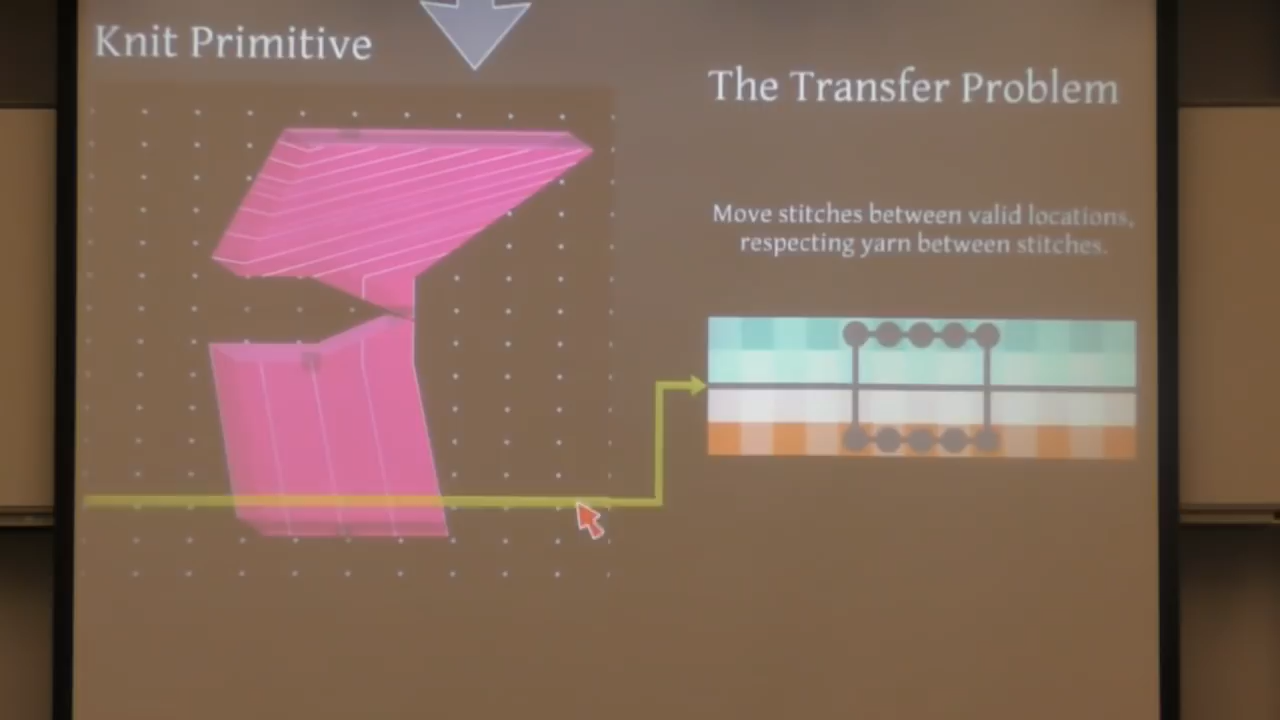 Knit Primitive
The Transfer Problem
Move stitches between valid locations,
respecting yarn between stitches.